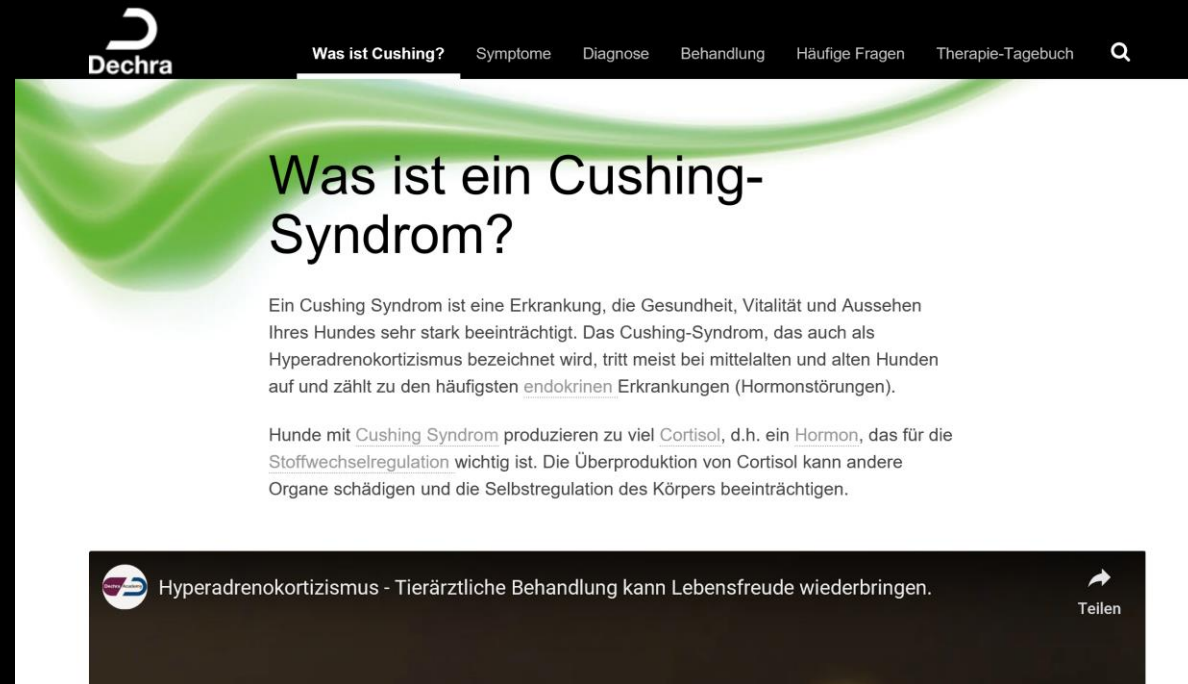 Dechra
Was ist Cushing? Symptome Diagnose Behandlung Häufige Fragen Therapie-Tagebuch
Was ist ein Cushing-
Syndrom?
Ein Cushing Syndrom ist eine Erkrankung, die Gesundheit, Vitalität und Aussehen
Ihres Hundes sehr stark beeinträchtigt. Das Cushing-Syndrom, das auch als
Hyperadrenokortizismus bezeichnet wird, tritt meist bei mittelalten und alten Hunden
auf und zählt zu den häufigsten endokrinen Erkrankungen (Hormonstörungen).
Hunde mit Cushing Syndrom produzieren zu viel Cortisol, d.h. ein Hormon, das für die
Stoffwechselregulation wichtig ist. Die Überproduktion von Cortisol kann andere
Organe schädigen und die Selbstregulation des Körpers beeinträchtigen.
Dechra Academy
Hyperadrenokortizismus - Tierärztliche Behandlung kann Lebensfreude wiederbringen.
Teilen